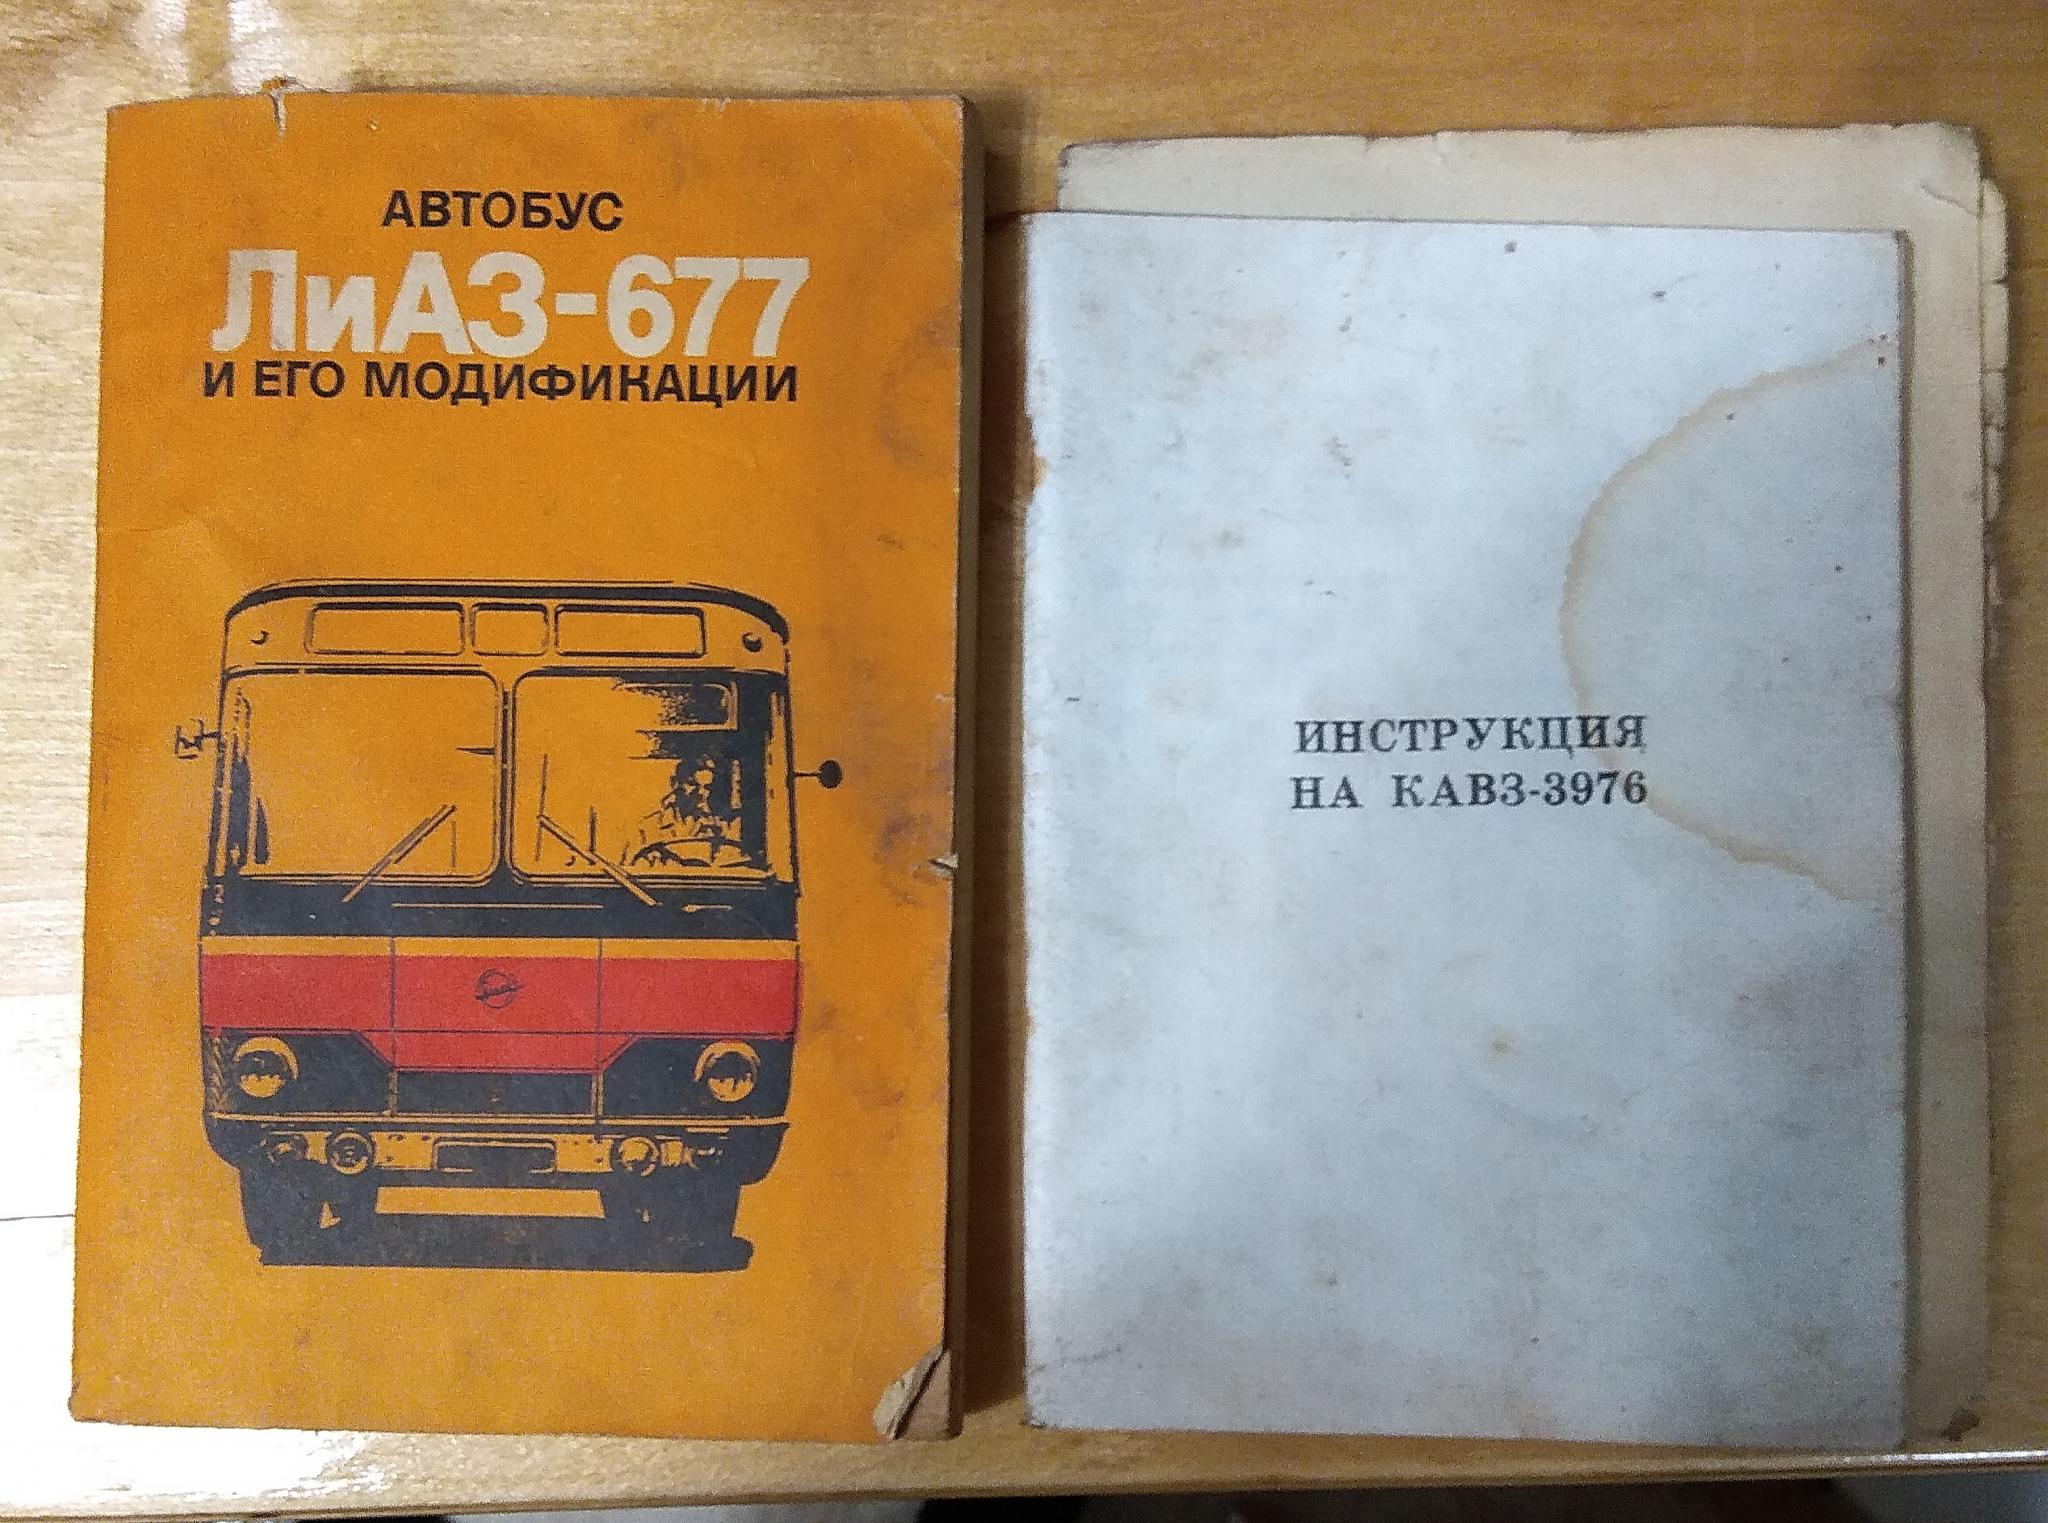 АВТОБУС
ЛиАЗ-677
И ЕГО МОДИФИКАЦИИ
ИНСТРУКЦИЯ
НА КАВЗ-3976